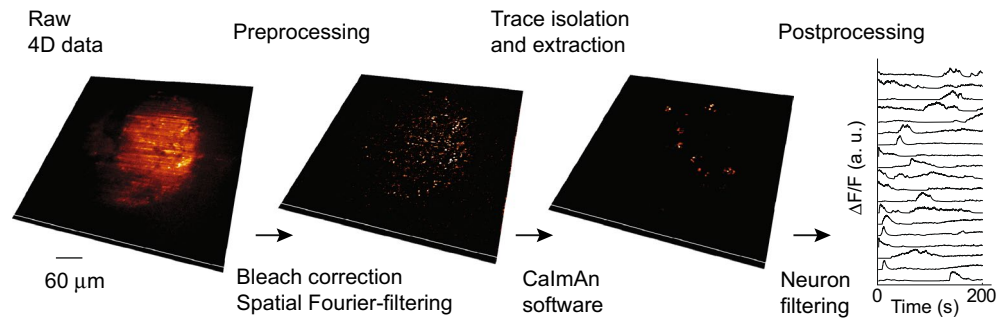 Raw
4D data
Preprocessing
Trace isolation
and extraction
Postprocessing
60 μm
Bleach correction
Spatial Fourier-filtering
CaImAn
software
Neuron
filtering
ΔF/F (a. u.)
0
200
Time (s)